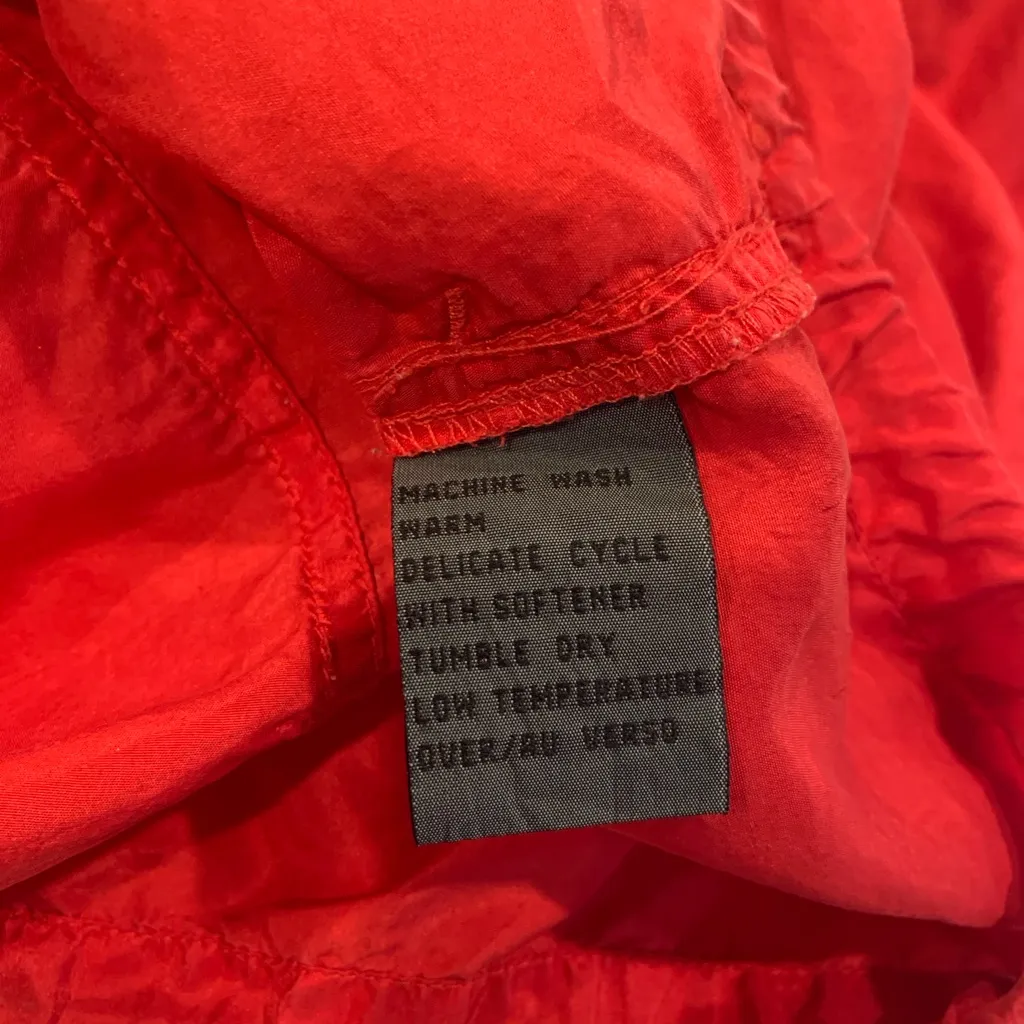 MACHINE WASH
WARM
DELICATE CYCLE
WITH SOFTENER
TUMBLE DRY
LOW TEMPERATURE
OVER/AU VERSO